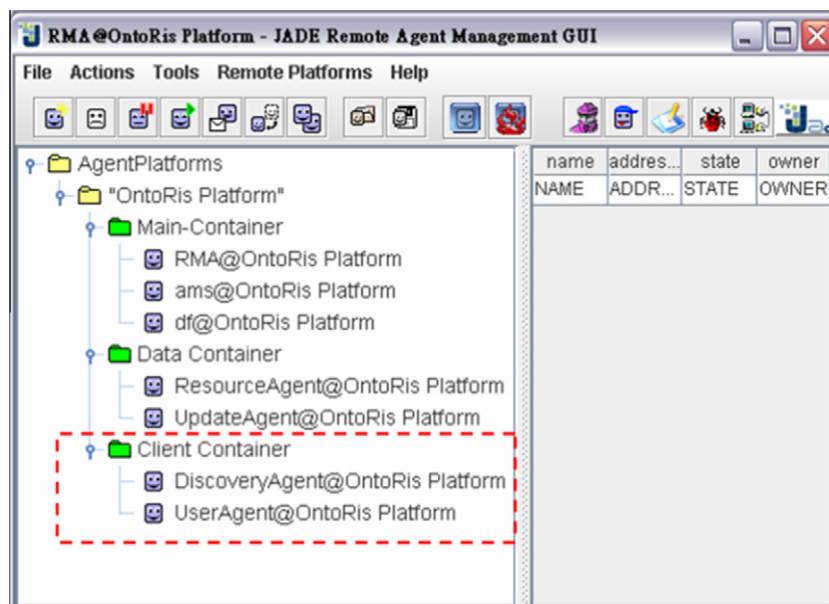 RMA@OntoRis Platform - JADE Remote Agent Management GUI
File Actions Tools Remote Platforms Help
AgentPlatforms
"OntoRis Platform"
Main-Container
RMA@OntoRis Platform
ams@OntoRis Platform
df@OntoRis Platform
Data Container
ResourceAgent@OntoRis Platform
UpdateAgent@OntoRis Platform
Client Container
DiscoveryAgent@OntoRis Platform
UserAgent@OntoRis Platform
name addres... state owner
NAME ADDR... STATE OWNER